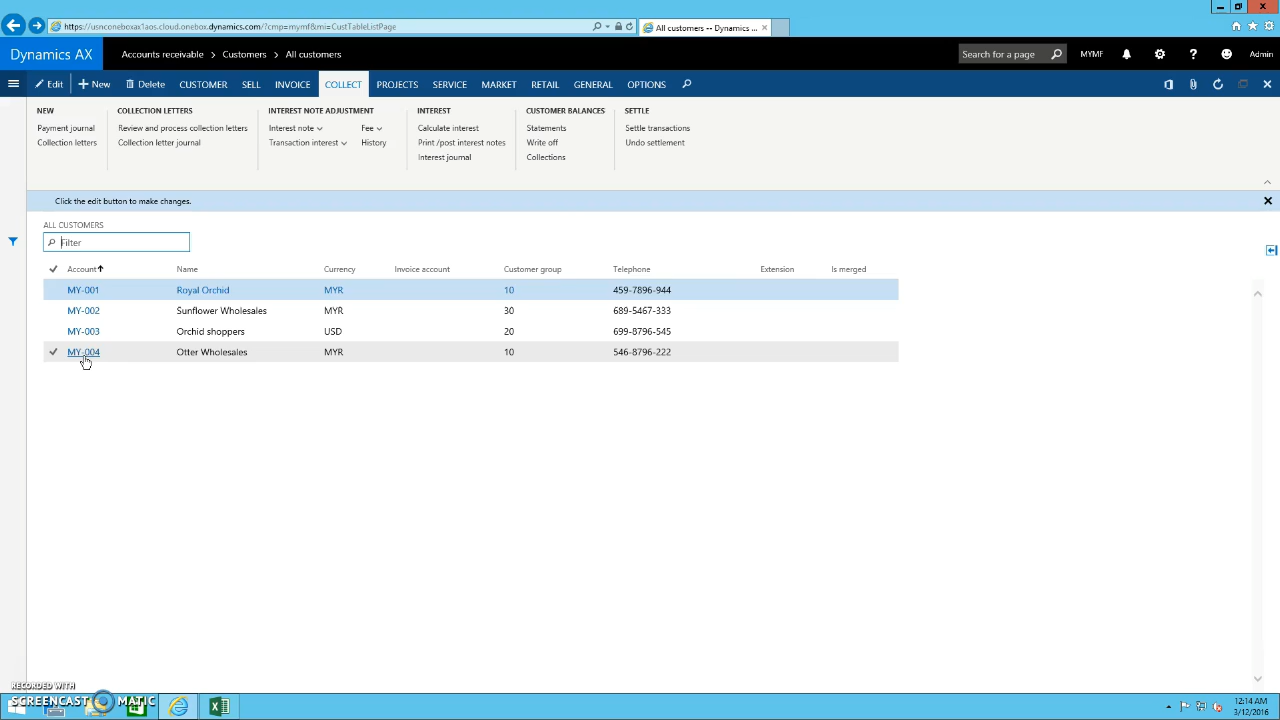 https://usnconeboxax1aos.cloud.onebox.dynamics.com/?cmp=mymf&mi=CustTableListPage
All customers -- Dynamics ...
Dynamics AX
Accounts receivable > Customers > All customers
Search for a page
MYMF
Admin
Edit
New
Delete
CUSTOMER
SELL
INVOICE
COLLECT
PROJECTS
SERVICE
MARKET
RETAIL
GENERAL
OPTIONS
NEW
Payment journal
Collection letters
COLLECTION LETTERS
Review and process collection letters
Collection letter journal
INTEREST NOTE ADJUSTMENT
Interest note
Fee
Transaction interest
History
INTEREST
Calculate interest
Print /post interest notes
Interest journal
CUSTOMER BALANCES
Statements
Write off
Collections
SETTLE
Settle transactions
Undo settlement
Click the edit button to make changes.
ALL CUSTOMERS
Filter
Account Name Currency Invoice account Customer group Telephone Extension Is merged
MY-001 Royal Orchid MYR 10 459-7896-944
MY-002 Sunflower Wholesales MYR 30 689-5467-333
MY-003 Orchid shoppers USD 20 699-8796-545
MY-004 Otter Wholesales MYR 10 546-8796-222
RECORDED WITH
SCREENCAST MATIC
12:14 AM
3/12/2016